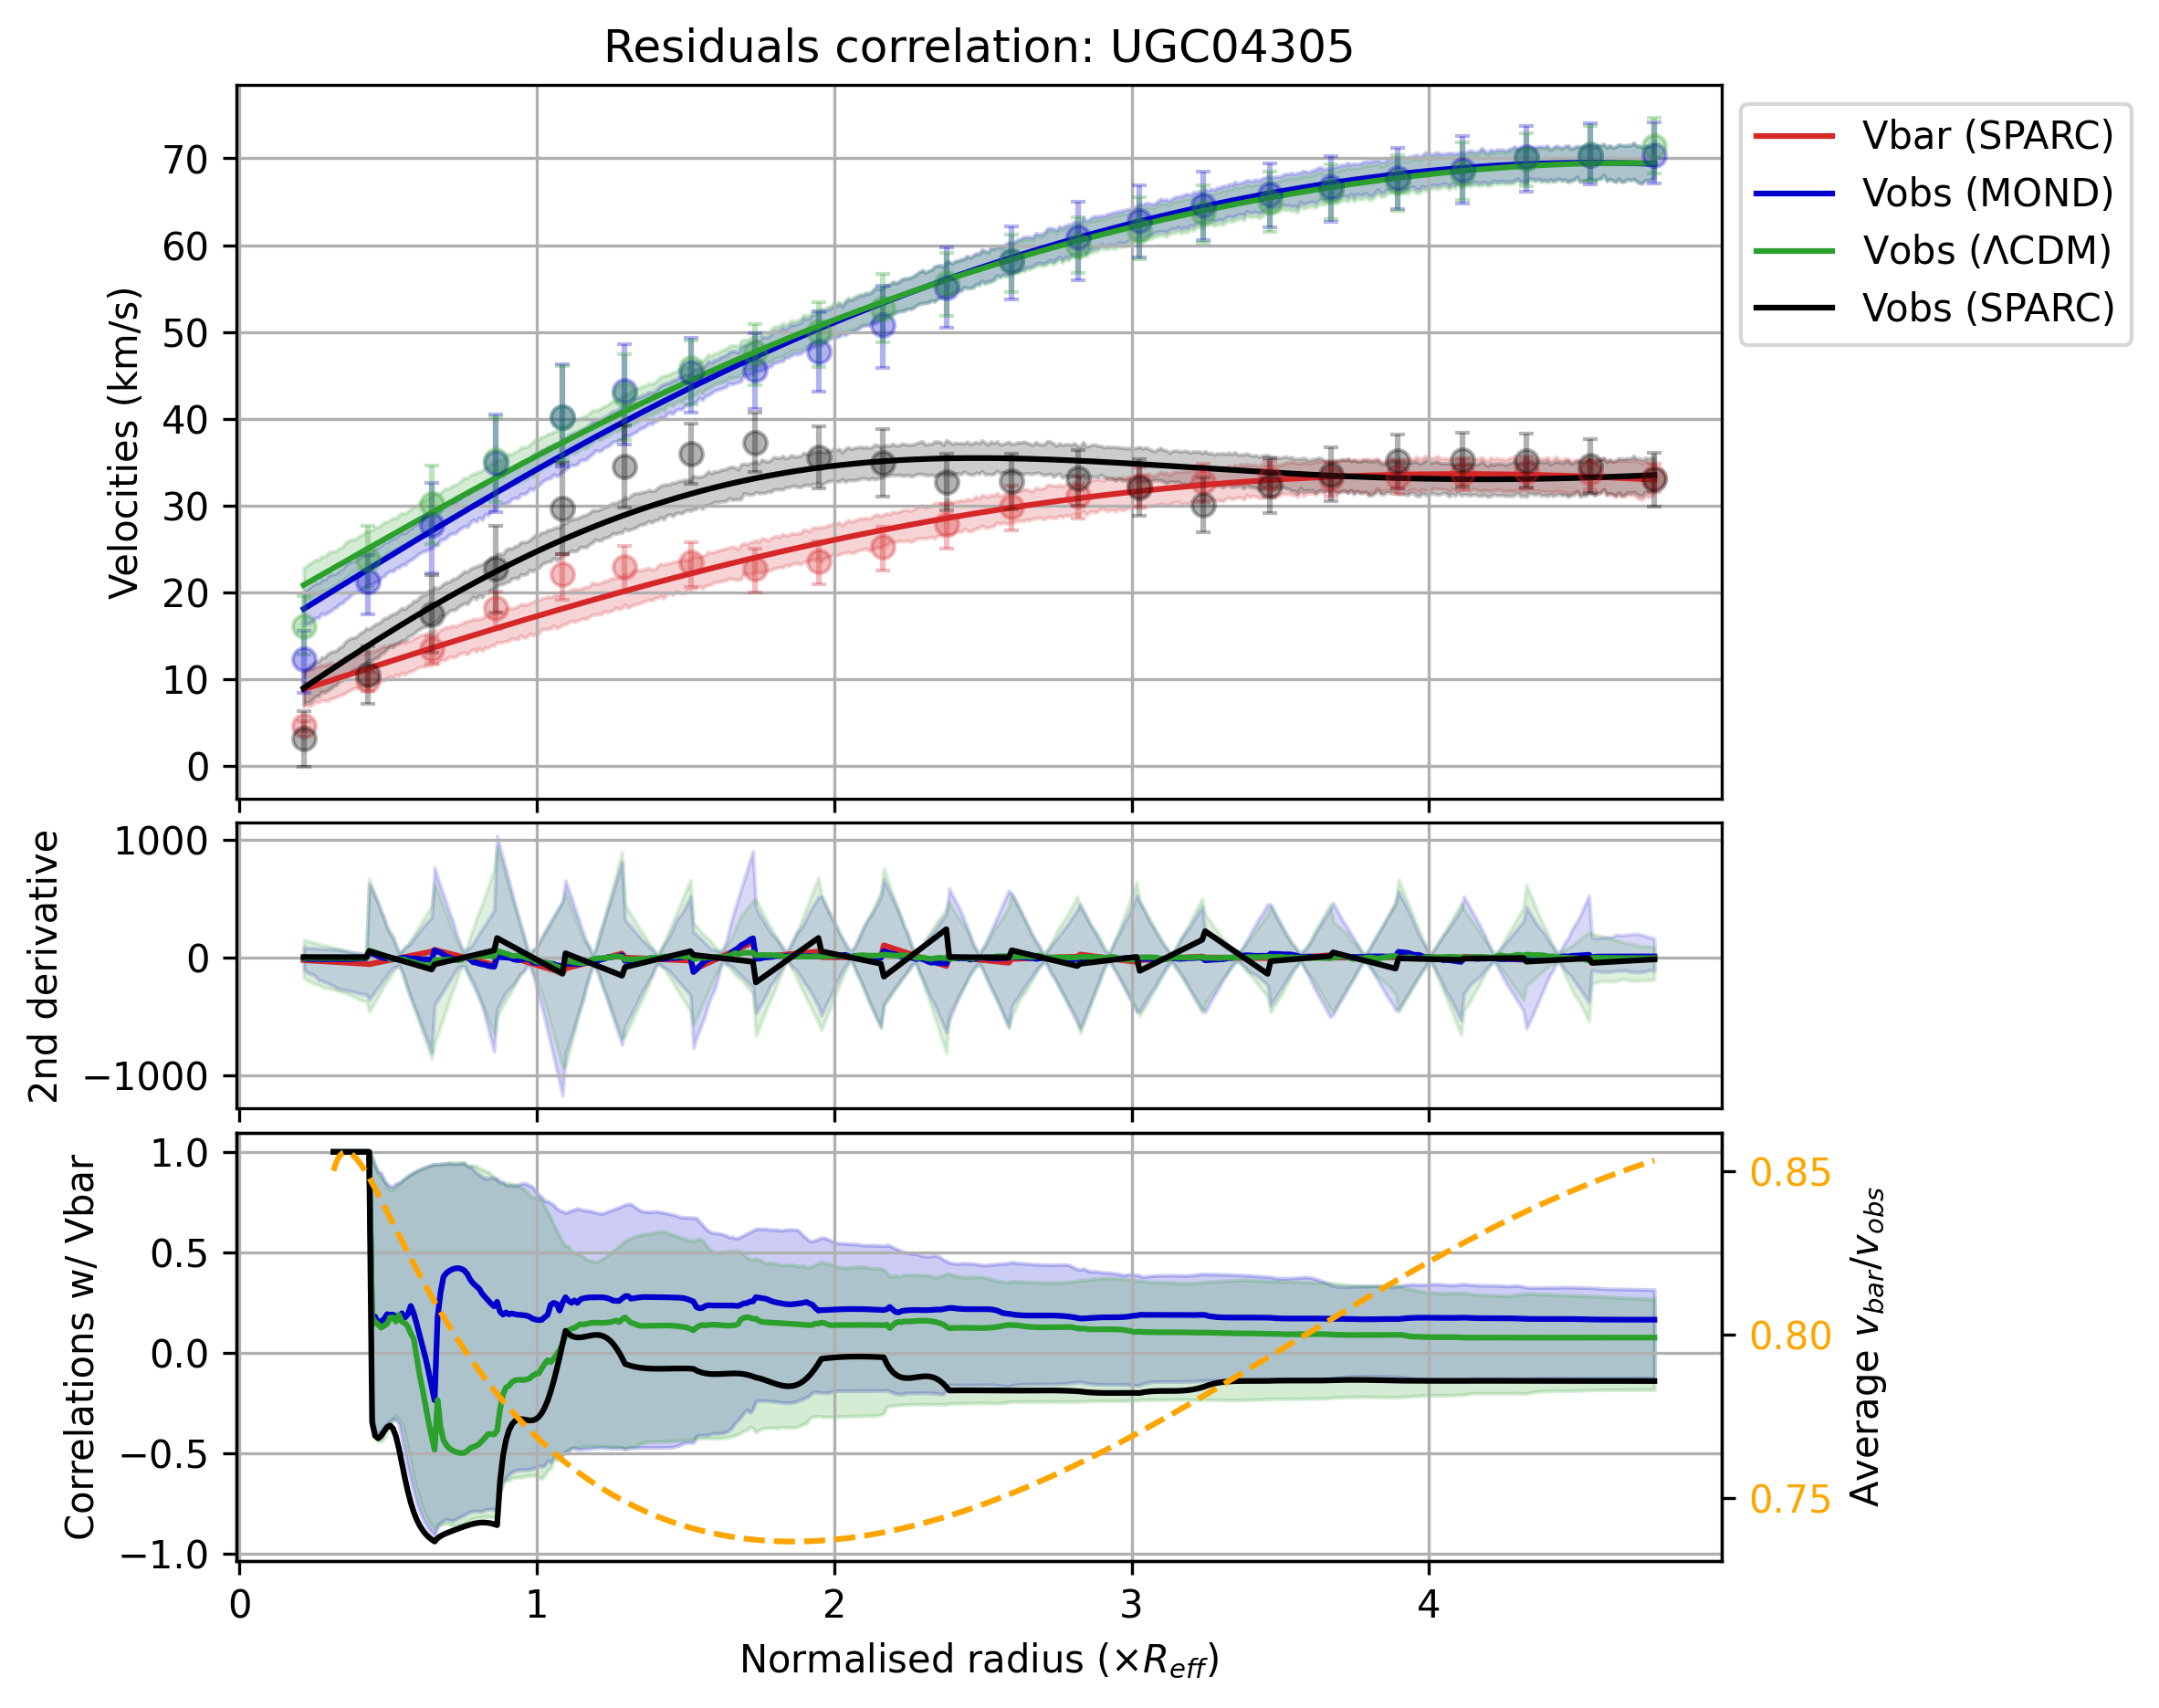 Residuals correlation: UGC04305
Vbar (SPARC)
Vobs (MOND)
Vobs (ΛCDM)
Vobs (SPARC)
Velocities (km/s)
70
60
50
40
30
20
10
0
2nd derivative
1000
0
−1000
Correlations w/ Vbar
1.0
0.5
0.0
−0.5
−1.0
0.85
0.80
0.75
Average v_bar/v_obs
0
1
2
3
4
Normalised radius (×R_eff)